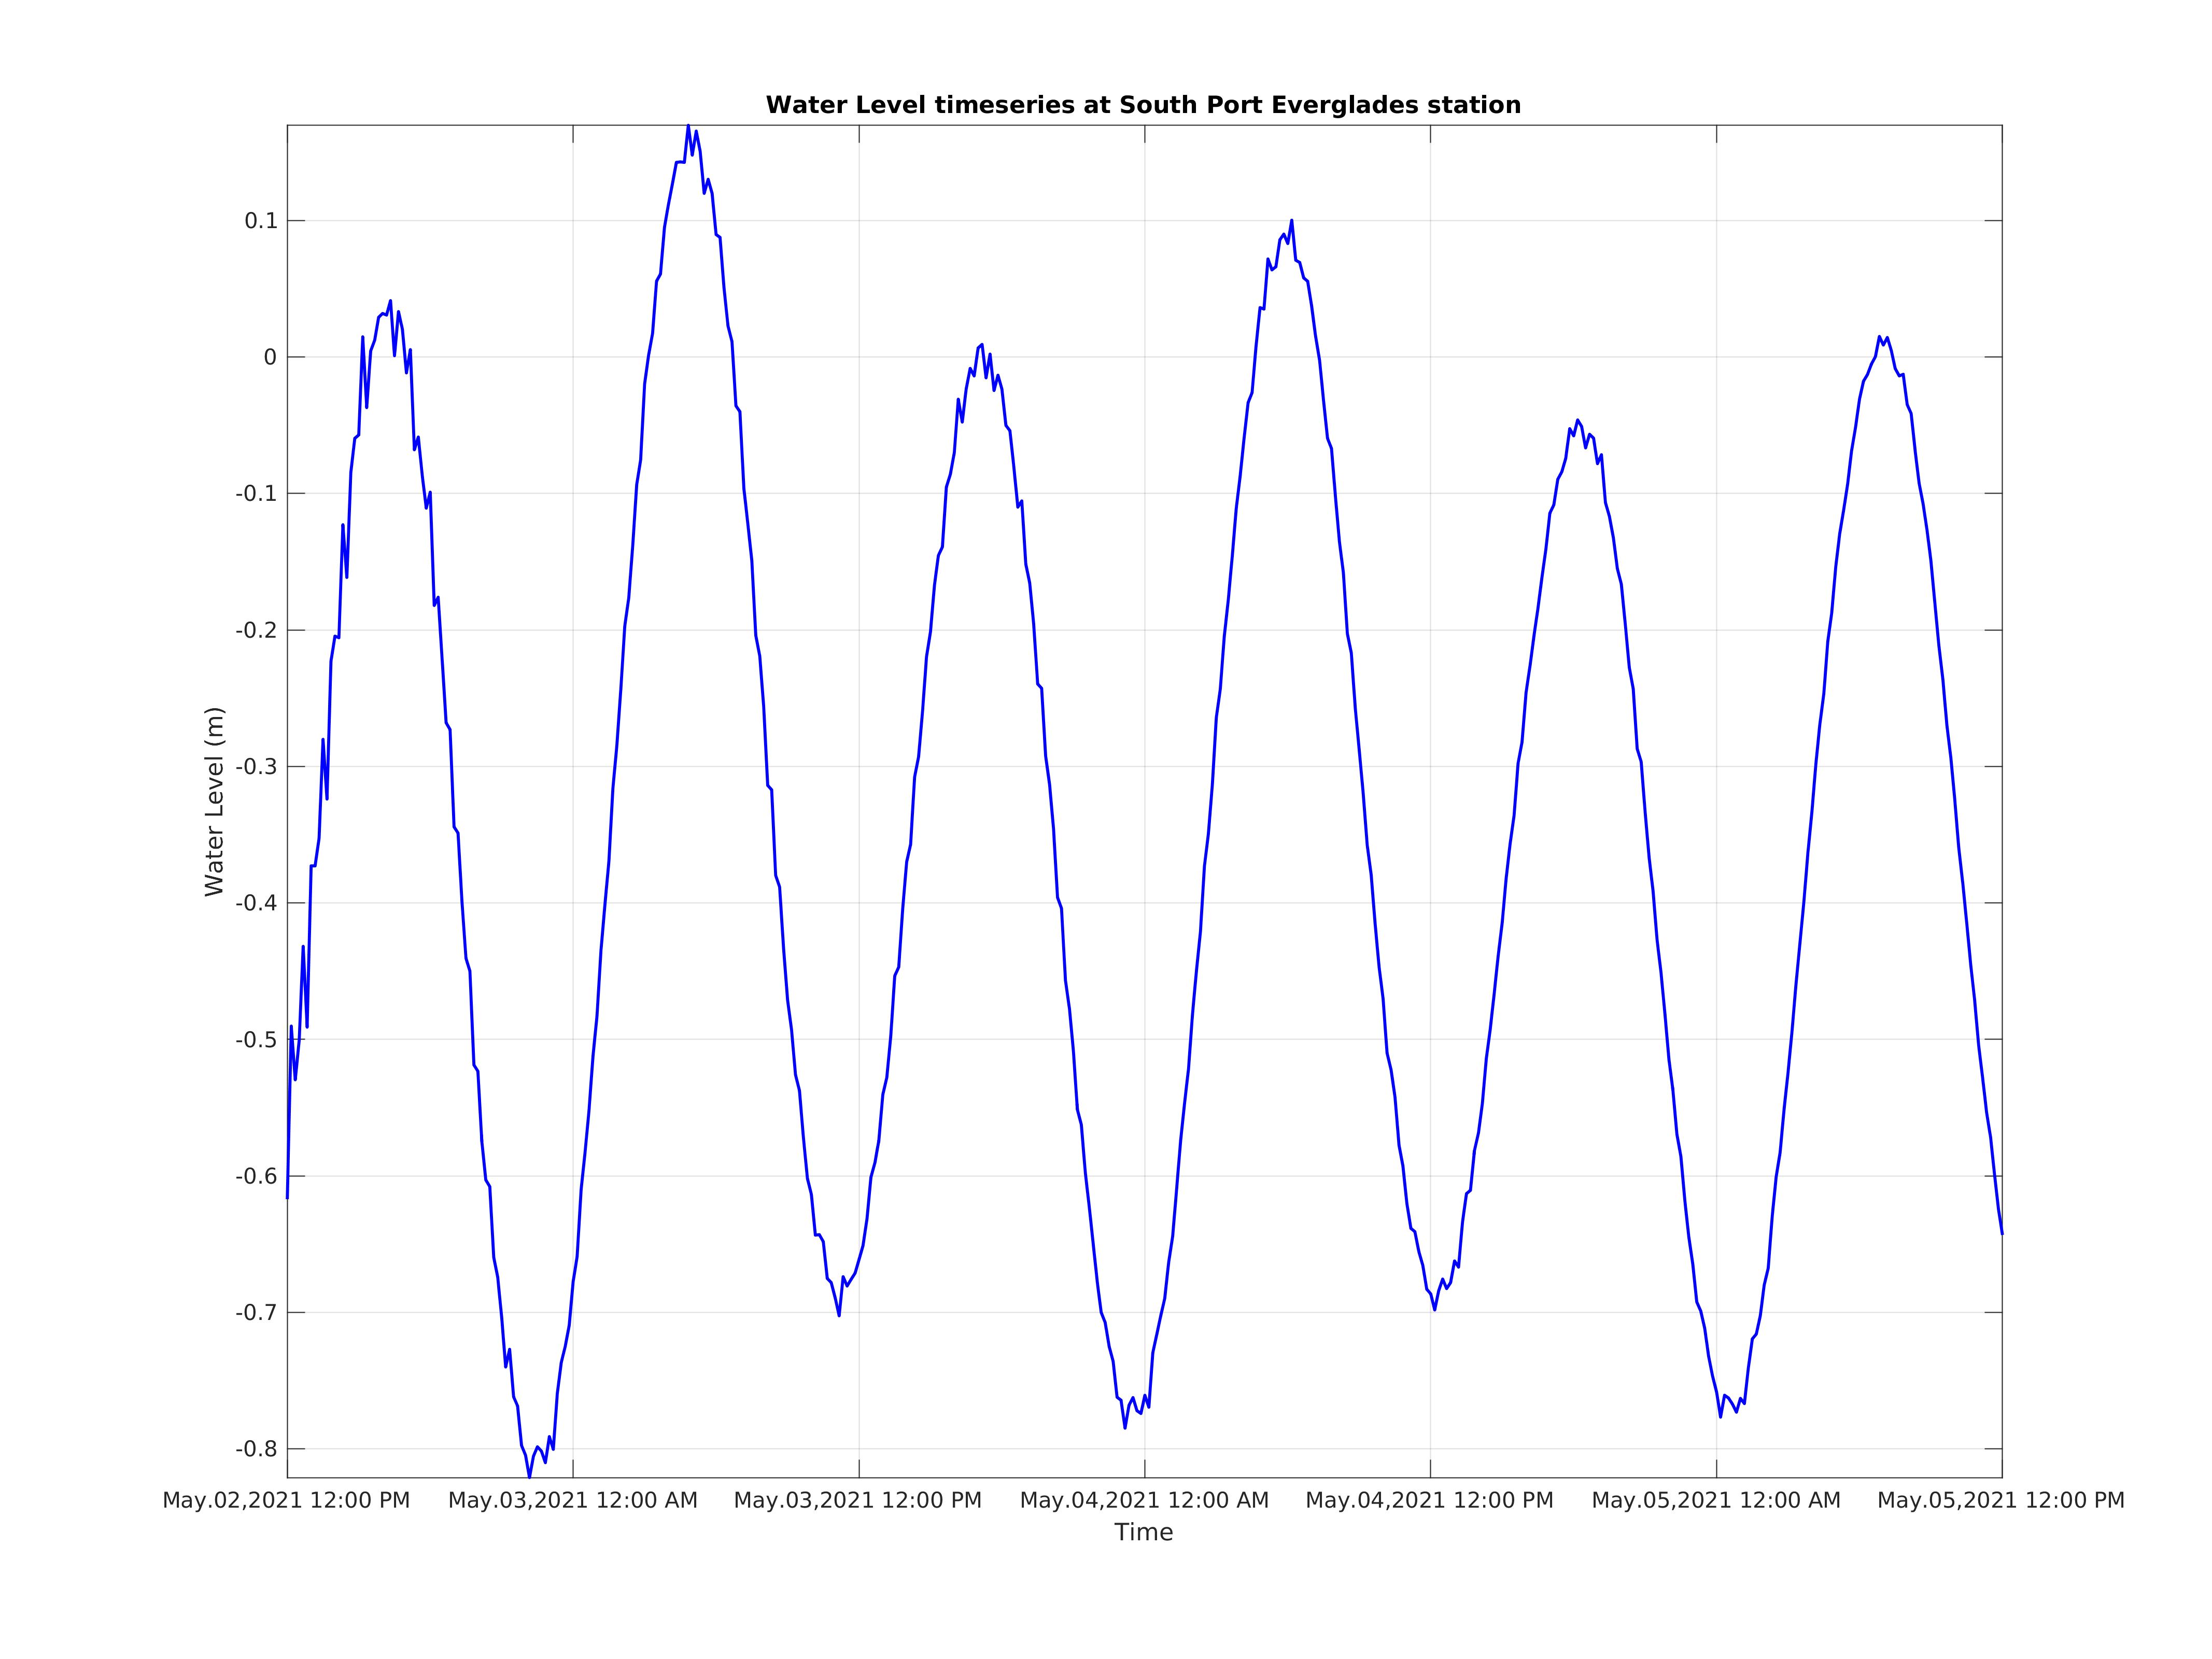 Water Level timeseries at South Port Everglades station
0.1
0
-0.1
-0.2
-0.3
-0.4
-0.5
-0.6
-0.7
-0.8
Water Level (m)
May.02,2021 12:00 PM
May.03,2021 12:00 AM
May.03,2021 12:00 PM
May.04,2021 12:00 AM
May.04,2021 12:00 PM
May.05,2021 12:00 AM
May.05,2021 12:00 PM
Time